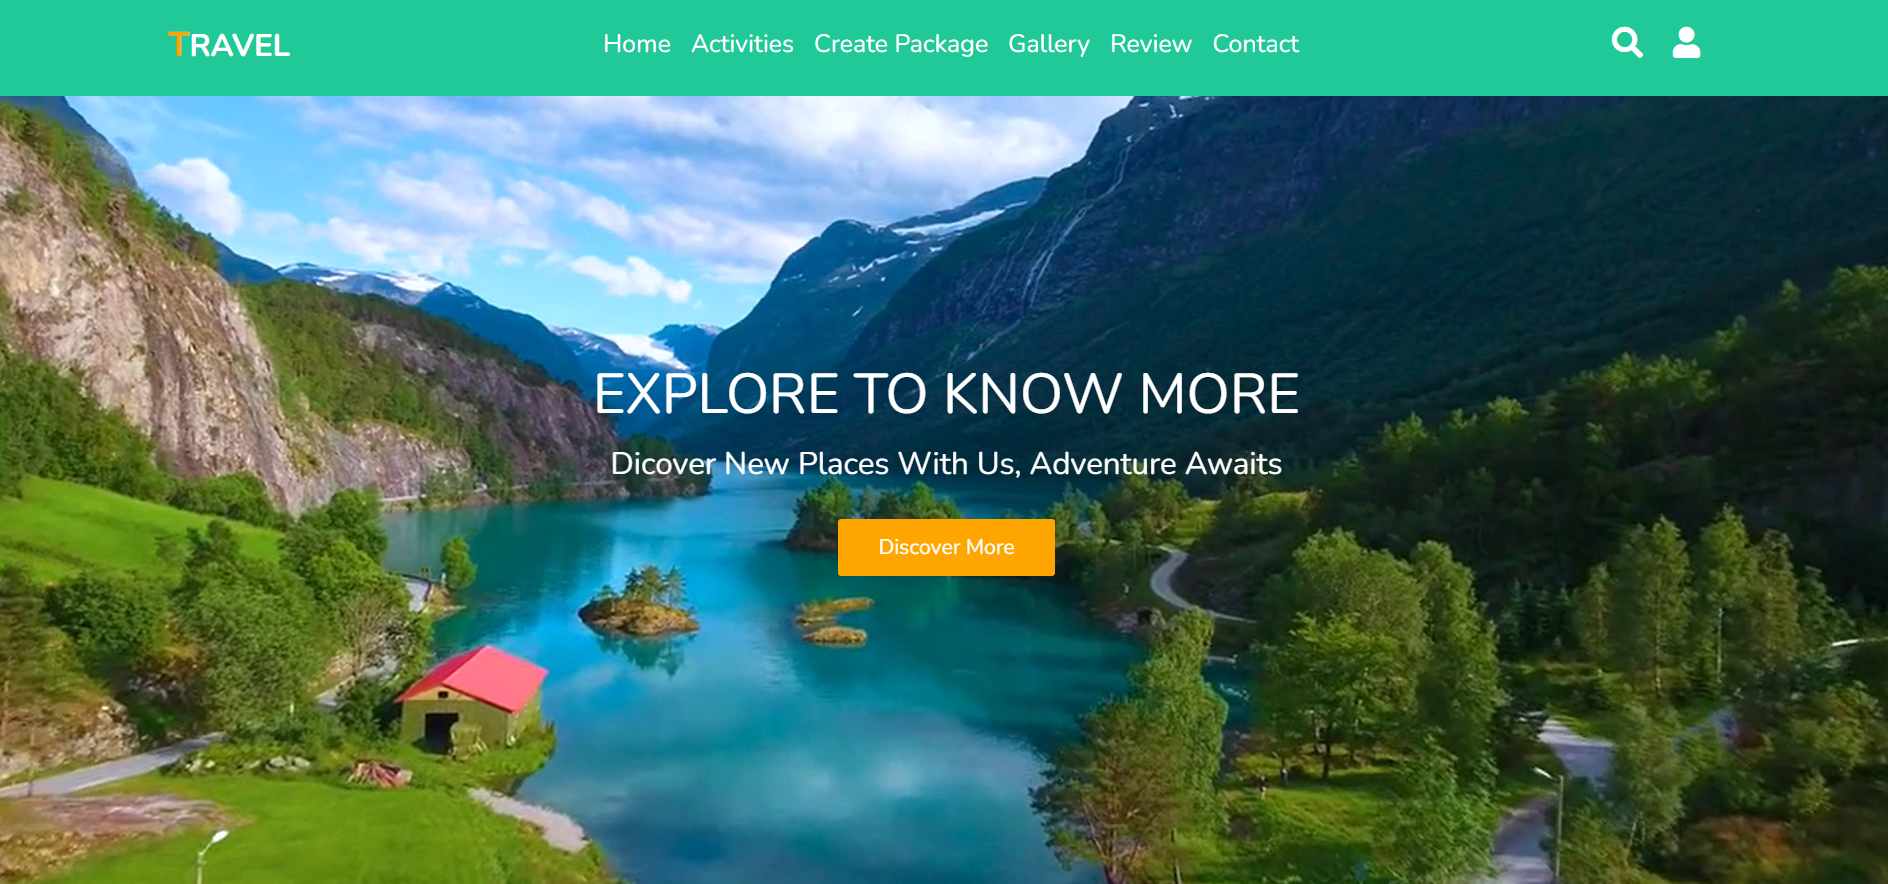 TRAVEL
Home Activities Create Package Gallery Review Contact
EXPLORE TO KNOW MORE
Dicover New Places With Us, Adventure Awaits
Discover More